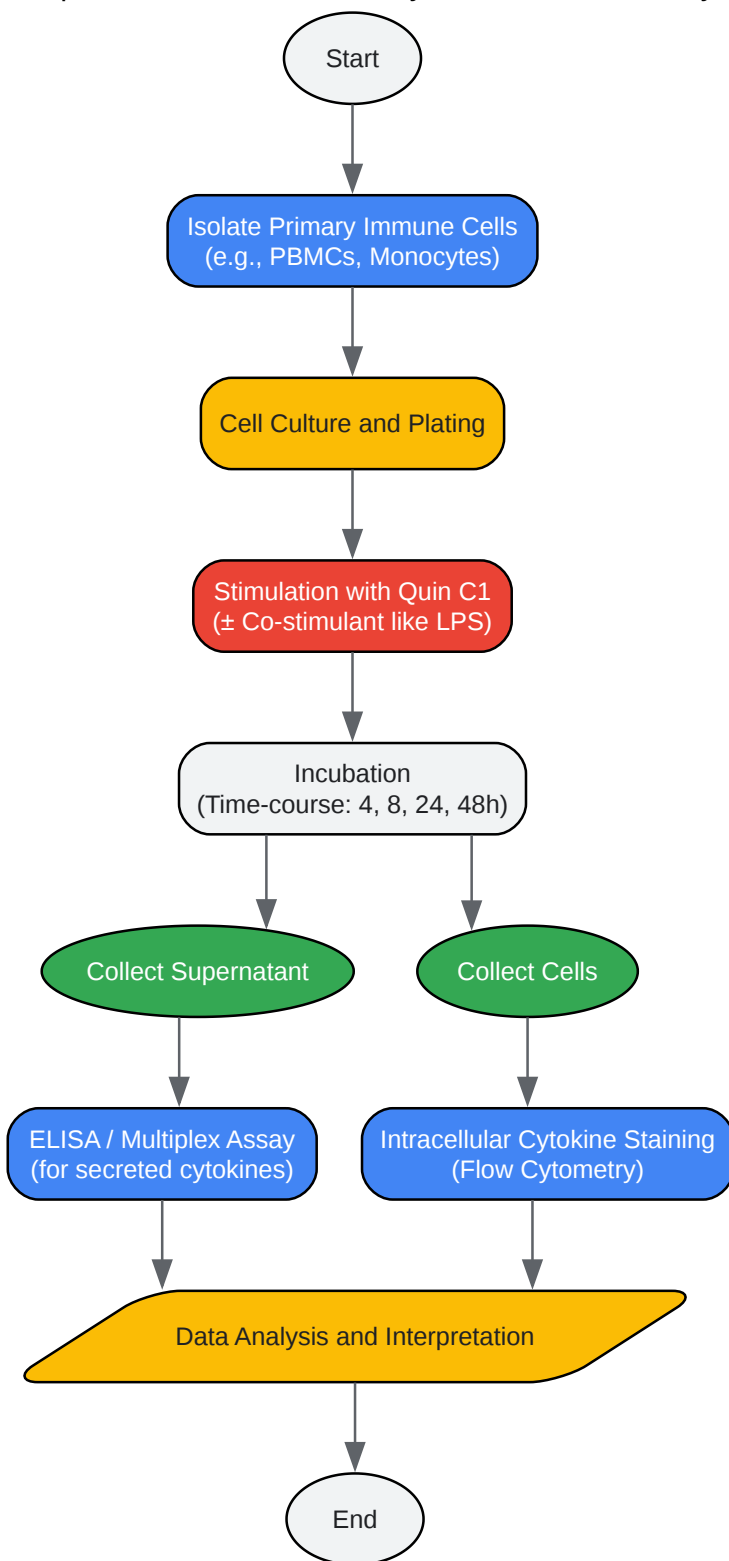 Start
Isolate Primary Immune Cells
(e.g., PBMCs, Monocytes)
Cell Culture and Plating
Stimulation with Quin C1
(± Co-stimulant like LPS)
Incubation
(Time-course: 4, 8, 24, 48h)
Collect Supernatant
Collect Cells
ELISA / Multiplex Assay
(for secreted cytokines)
Intracellular Cytokine Staining
(Flow Cytometry)
Data Analysis and Interpretation
End